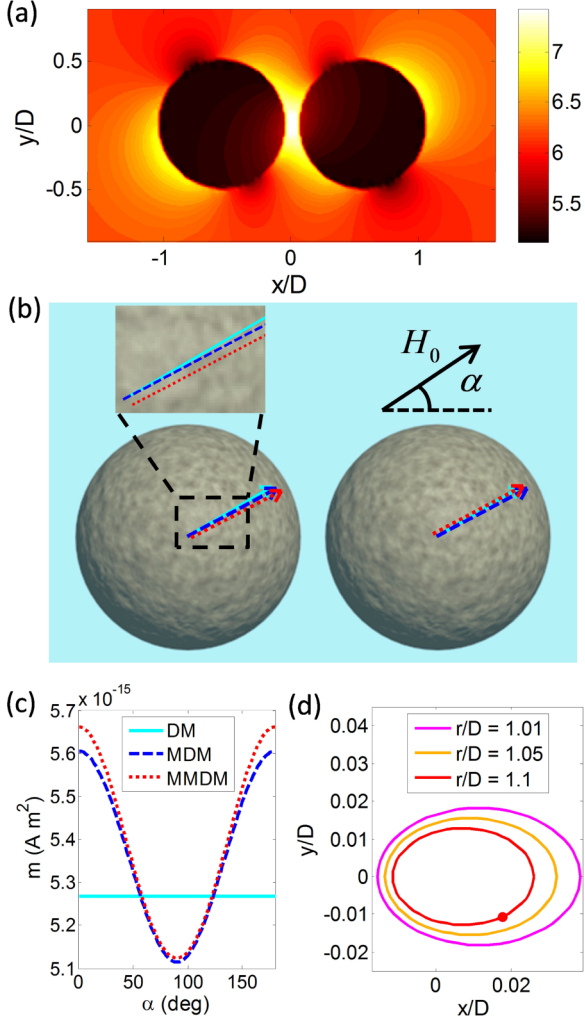 (a)
y/D
0.5
0
-0.5
-1
0
1
x/D
7
6.5
6
5.5
(b)
H0
α
(c)
x 10-15
5.7
5.6
5.5
5.4
5.3
5.2
5.1
m (A m2)
DM
MDM
MMDM
0
50
100
150
α (deg)
(d)
y/D
0.04
0.03
0.02
0.01
0
-0.01
-0.02
r/D = 1.01
r/D = 1.05
r/D = 1.1
0
0.02
x/D